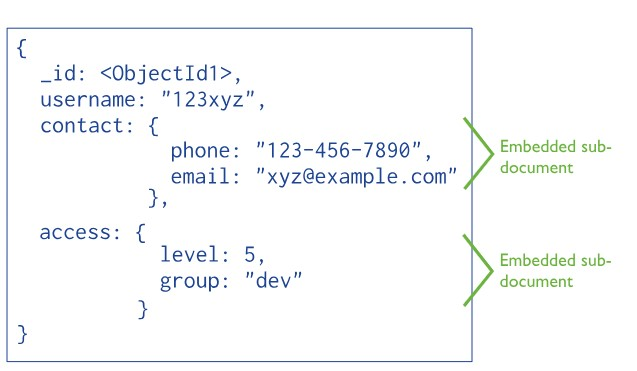 {
_id: <ObjectId1>,
username: "123xyz",
contact: {
phone: "123-456-7890",
email: "xyz@example.com"
},
Embedded sub-
document
access: {
level: 5,
group: "dev"
}
Embedded sub-
document
}